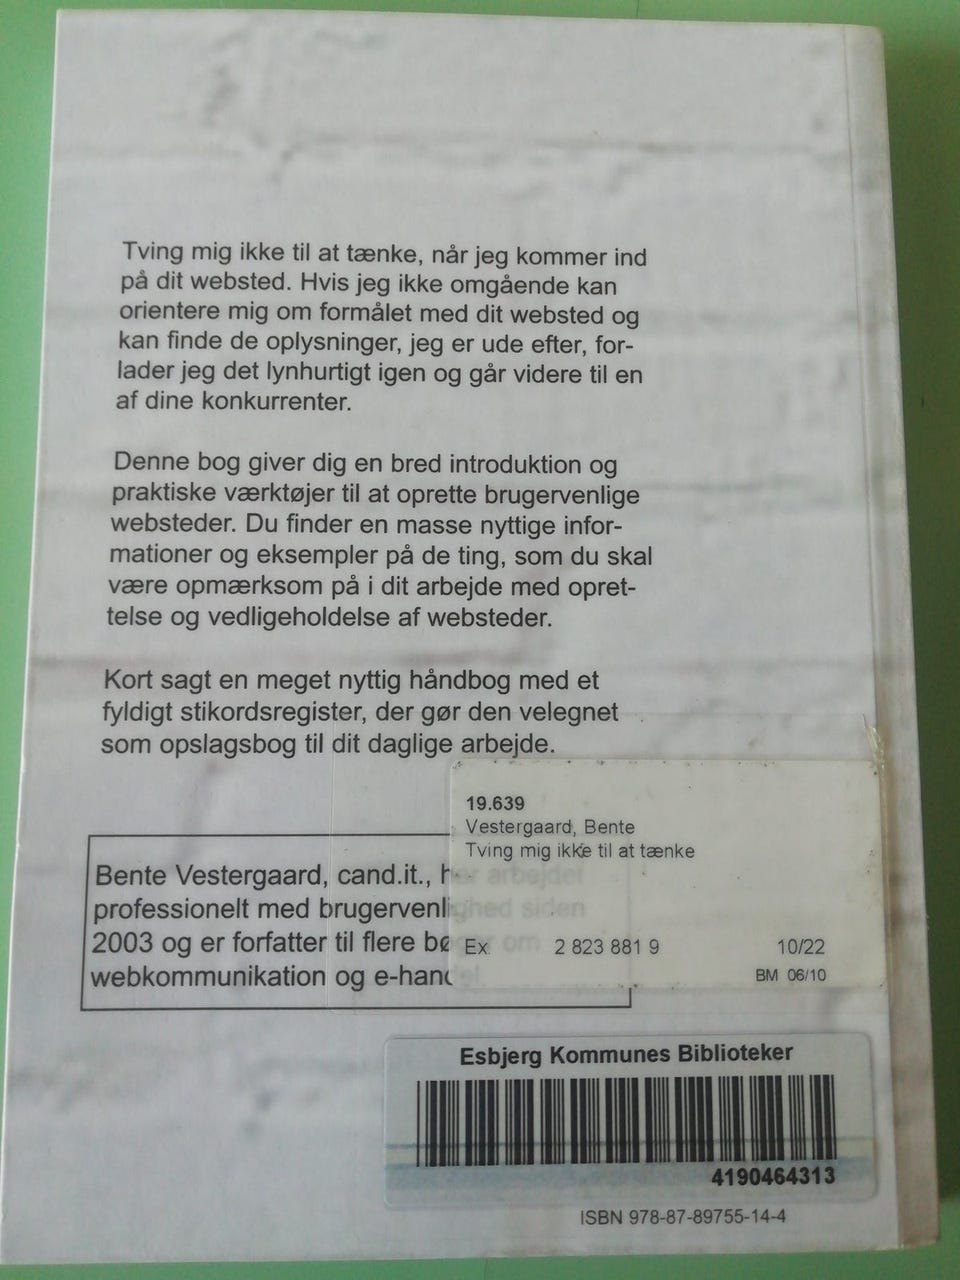 Tving mig ikke til at tænke, når jeg kommer ind
på dit websted. Hvis jeg ikke omgående kan
orientere mig om formålet med dit websted og
kan finde de oplysninger, jeg er ude efter, for-
lader jeg det lynhurtigt igen og går videre til en
af dine konkurrenter.
Denne bog giver dig en bred introduktion og
praktiske værktøjer til at oprette brugervenlige
websteder. Du finder en masse nyttige infor-
mationer og eksempler på de ting, som du skal
være opmærksom på i dit arbejde med opret-
telse og vedligeholdelse af websteder.
Kort sagt en meget nyttig håndbog med et
fyldigt stikordsregister, der gør den velegnet
som opslagsbog til dit daglige arbejde.
Bente Vestergaard, cand.it., har arbejdet
professionelt med brugervenlighed siden
2003 og er forfatter til flere bøger om
webkommunikation og e-handel
19.639
Vestergaard, Bente
Tving mig ikke til at tænke
Ex. 2 823 881 9 10/22
BM 06/10
Esbjerg Kommunes Biblioteker
4190464313
ISBN 978-87-89755-14-4